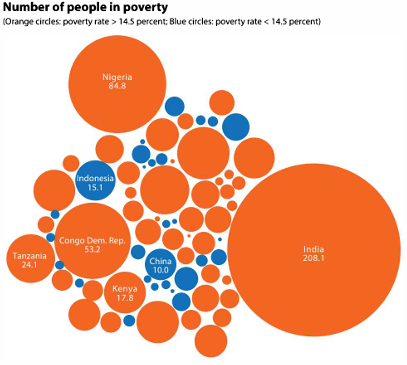 Number of people in poverty
(Orange circles: poverty rate > 14.5 percent; Blue circles: poverty rate < 14.5 percent)
Nigeria
84.8
Indonesia
15.1
Congo Dem. Rep.
53.2
India
208.1
Tanzania
24.1
China
10.0
Kenya
17.8